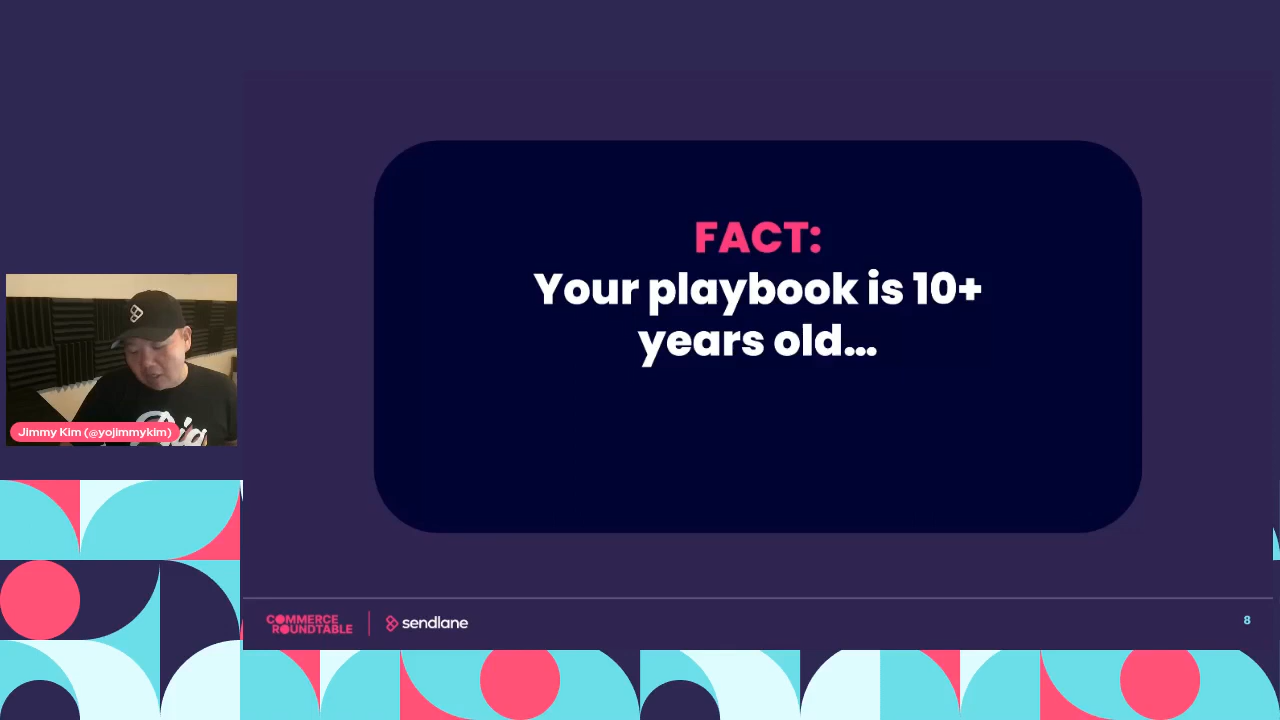 FACT:
Your playbook is 10+
years old...
Jimmy Kim (@yojimmykim)
COMMERCE
ROUNDTABLE
sendlane
8